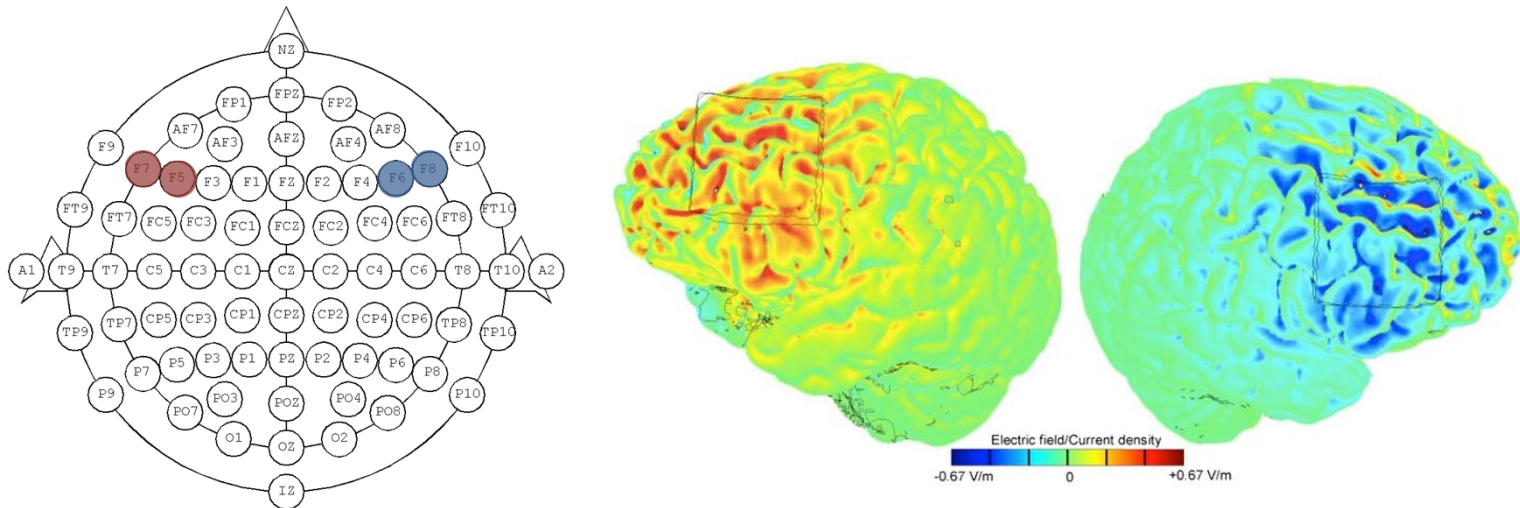 NZ
FP1 FPZ FP2
AF7 AF3 AFZ AF4 AF8
F9 F7 F5 F3 F1 FZ F2 F4 F6 F8 F10
FT9 FT7 FC5 FC3 FC1 FCZ FC2 FC4 FC6 FT8 FT10
A1 T9 T7 C5 C3 C1 CZ C2 C4 C6 T8 T10 A2
TP9 TP7 CP5 CP3 CP1 CPZ CP2 CP4 CP6 TP8 TP10
P9 P7 P5 P3 P1 PZ P2 P4 P6 P8 P10
PO7 PO3 POZ PO4 PO8
O1 OZ O2
IZ
Electric field/Current density
-0.67 V/m 0 +0.67 V/m